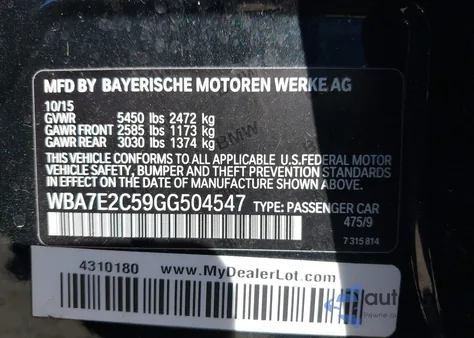 MFD BY BAYERISCHE MOTOREN WERKE AG
10/15
GVWR 5450 lbs 2472 kg
GAWR FRONT 2585 lbs 1173 kg
GAWR REAR 3030 lbs 1374 kg
BMW
THIS VEHICLE CONFORMS TO ALL APPLICABLE U.S.FEDERAL MOTOR
VEHICLE SAFETY, BUMPER AND THEFT PREVENTION STANDARDS
IN EFFECT ON THE DATE OF MANUFACTURE SHOWN ABOVE.
WBA7E2C59GG504547 TYPE: PASSENGER CAR
475/9
7 315 814
4310180 www.MyDealerLot.com